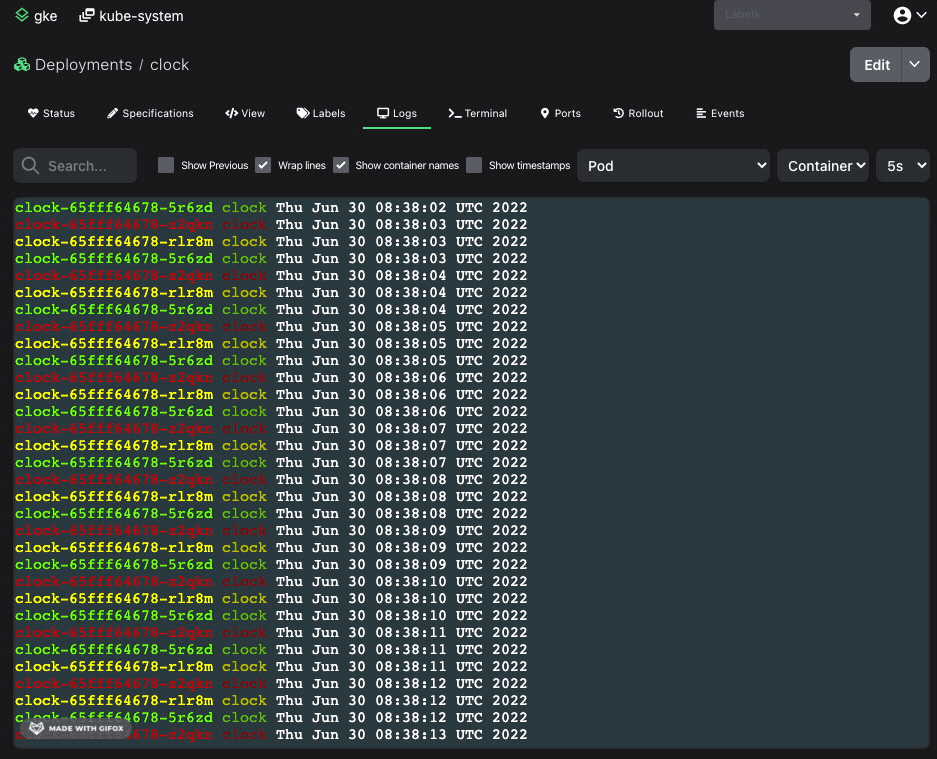 gke kube-system Labels
Deployments / clock Edit
Status Specifications View Labels Logs Terminal Ports Rollout Events
Search... Show Previous Wrap lines Show container names Show timestamps Pod Container 5s
clock-65fff64678-5r6zd clock Thu Jun 30 08:38:02 UTC 2022
clock-65fff64678-z2qkn clock Thu Jun 30 08:38:03 UTC 2022
clock-65fff64678-rlr8m clock Thu Jun 30 08:38:03 UTC 2022
clock-65fff64678-5r6zd clock Thu Jun 30 08:38:03 UTC 2022
clock-65fff64678-z2qkn clock Thu Jun 30 08:38:04 UTC 2022
clock-65fff64678-rlr8m clock Thu Jun 30 08:38:04 UTC 2022
clock-65fff64678-5r6zd clock Thu Jun 30 08:38:04 UTC 2022
clock-65fff64678-z2qkn clock Thu Jun 30 08:38:05 UTC 2022
clock-65fff64678-rlr8m clock Thu Jun 30 08:38:05 UTC 2022
clock-65fff64678-5r6zd clock Thu Jun 30 08:38:05 UTC 2022
clock-65fff64678-z2qkn clock Thu Jun 30 08:38:06 UTC 2022
clock-65fff64678-rlr8m clock Thu Jun 30 08:38:06 UTC 2022
clock-65fff64678-5r6zd clock Thu Jun 30 08:38:06 UTC 2022
clock-65fff64678-z2qkn clock Thu Jun 30 08:38:07 UTC 2022
clock-65fff64678-rlr8m clock Thu Jun 30 08:38:07 UTC 2022
clock-65fff64678-5r6zd clock Thu Jun 30 08:38:07 UTC 2022
clock-65fff64678-z2qkn clock Thu Jun 30 08:38:08 UTC 2022
clock-65fff64678-rlr8m clock Thu Jun 30 08:38:08 UTC 2022
clock-65fff64678-5r6zd clock Thu Jun 30 08:38:08 UTC 2022
clock-65fff64678-z2qkn clock Thu Jun 30 08:38:09 UTC 2022
clock-65fff64678-rlr8m clock Thu Jun 30 08:38:09 UTC 2022
clock-65fff64678-5r6zd clock Thu Jun 30 08:38:09 UTC 2022
clock-65fff64678-z2qkn clock Thu Jun 30 08:38:10 UTC 2022
clock-65fff64678-rlr8m clock Thu Jun 30 08:38:10 UTC 2022
clock-65fff64678-5r6zd clock Thu Jun 30 08:38:10 UTC 2022
clock-65fff64678-z2qkn clock Thu Jun 30 08:38:11 UTC 2022
clock-65fff64678-5r6zd clock Thu Jun 30 08:38:11 UTC 2022
clock-65fff64678-rlr8m clock Thu Jun 30 08:38:11 UTC 2022
clock-65fff64678-z2qkn clock Thu Jun 30 08:38:12 UTC 2022
clock-65fff64678-rlr8m clock Thu Jun 30 08:38:12 UTC 2022
clock-65fff64678-5r6zd clock Thu Jun 30 08:38:12 UTC 2022
MADE WITH GIFOX
clock-65fff64678-z2qkn clock Thu Jun 30 08:38:13 UTC 2022